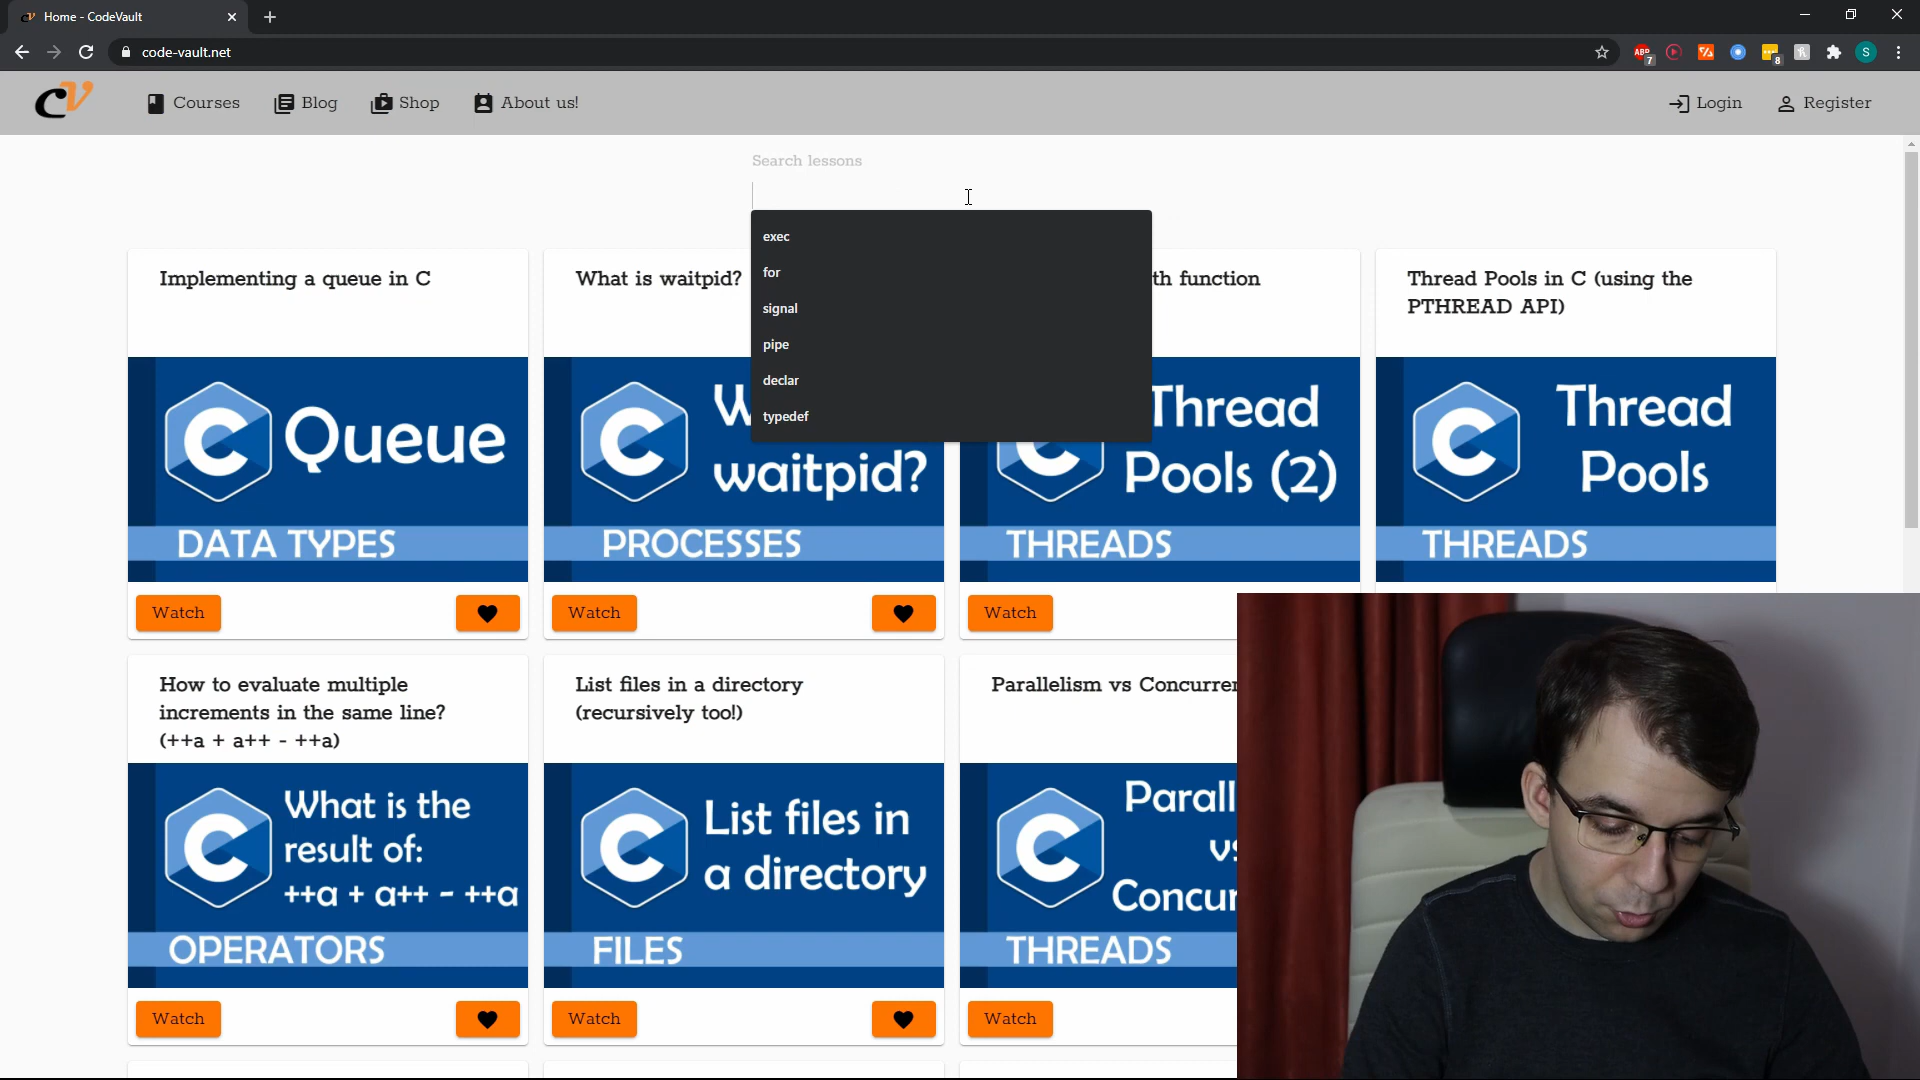 Home - CodeVault
code-vault.net
7
8
S
cv
Courses
Blog
Shop
About us!
Login
Register
Search lessons
exec
for
signal
pipe
declar
typedef
Implementing a queue in C
What is waitpid?
th function
Thread Pools in C (using the
PTHREAD API)
C Queue
DATA TYPES
C
waitpid?
PROCESSES
C Thread
Pools (2)
THREADS
C Thread
Pools
THREADS
Watch
Watch
Watch
How to evaluate multiple
increments in the same line?
(++a + a++ - ++a)
List files in a directory
(recursively too!)
Parallelism vs
C What is the
result of:
++a + a++ - ++a
OPERATORS
C List files in
a directory
FILES
C
vs
THREADS
Watch
Watch
Watch